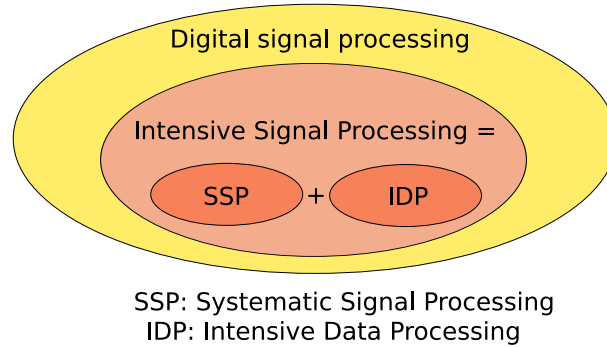 Digital signal processing
Intensive Signal Processing =
SSP + IDP
SSP: Systematic Signal Processing
IDP: Intensive Data Processing